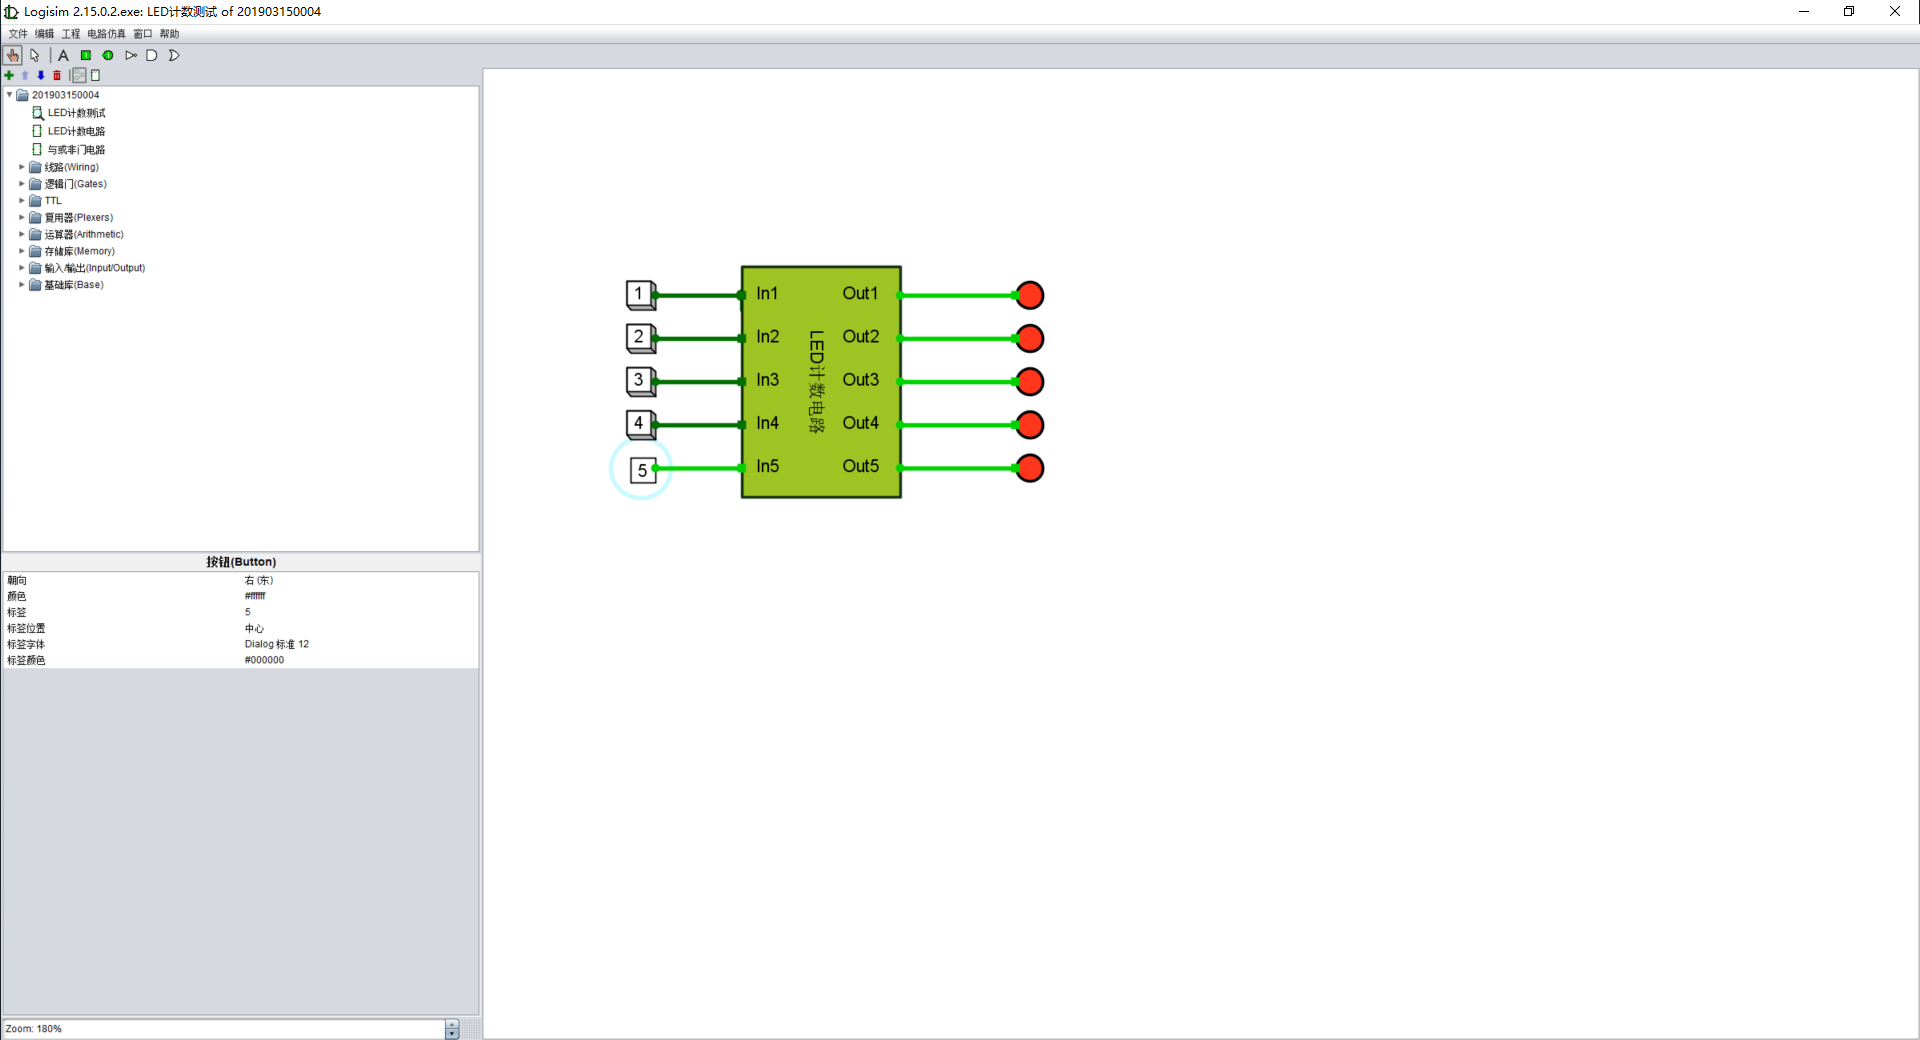 Logisim 2.15.0.2.exe: LED计数测试 of 201903150004
文件 编辑 工程 电路仿真 窗口 帮助
A
201903150004
LED计数测试
LED计数电路
与或非门电路
线路(Wiring)
逻辑门(Gates)
TTL
复用器(Plexers)
运算器(Arithmetic)
存储库(Memory)
输入/输出(Input/Output)
基础库(Base)
按钮(Button)
朝向 右 (东)
颜色 #ffffff
标签 5
标签位置 中心
标签字体 Dialog 标准 12
标签颜色 #000000
Zoom: 180%
1 In1 Out1
2 In2 Out2
3 In3 Out3
4 In4 Out4
5 In5 Out5
LED计数电路